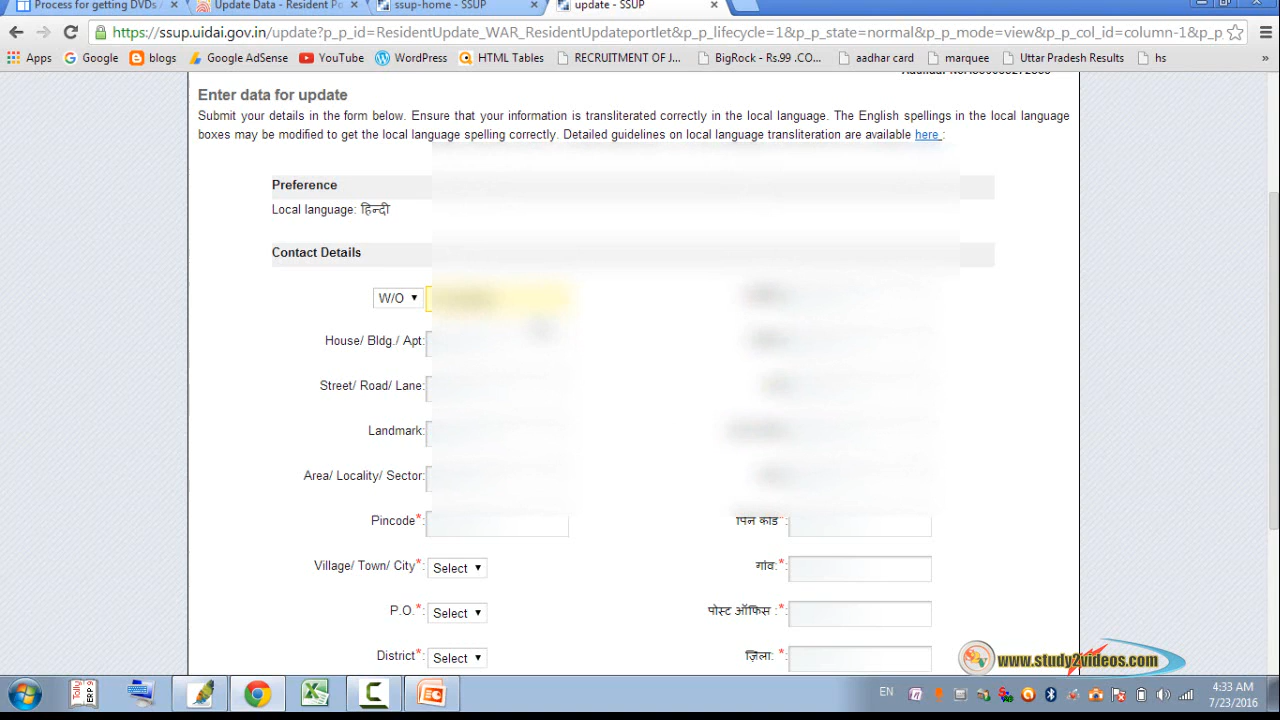 Process for getting DVDs
Update Data - Resident Po
ssup-home - SSUP
update - SSUP
https://ssup.uidai.gov.in/update?p_p_id=ResidentUpdate_WAR_ResidentUpdateportlet&p_p_lifecycle=1&p_p_state=normal&p_p_mode=view&p_p_col_id=column-1&p_p
Apps Google blogs Google AdSense YouTube WordPress HTML Tables RECRUITMENT OF J... BigRock - Rs.99 .CO... aadhar card marquee Uttar Pradesh Results hs »
Enter data for update
Submit your details in the form below. Ensure that your information is transliterated correctly in the local language. The English spellings in the local language
boxes may be modified to get the local language spelling correctly. Detailed guidelines on local language transliteration are available here :
Preference
Local language: हिन्दी
Contact Details
W/O
House/ Bldg./ Apt:
Street/ Road/ Lane:
Landmark:
Area/ Locality/ Sector:
Pincode*: पिन कोड *:
Village/ Town/ City*: Select गांव.*:
P.O.*: Select पोस्ट ऑफिस :*:
District*: Select ज़िला: *:
www.study2videos.com
Tally ERP 9
EN
4:33 AM
7/23/2016